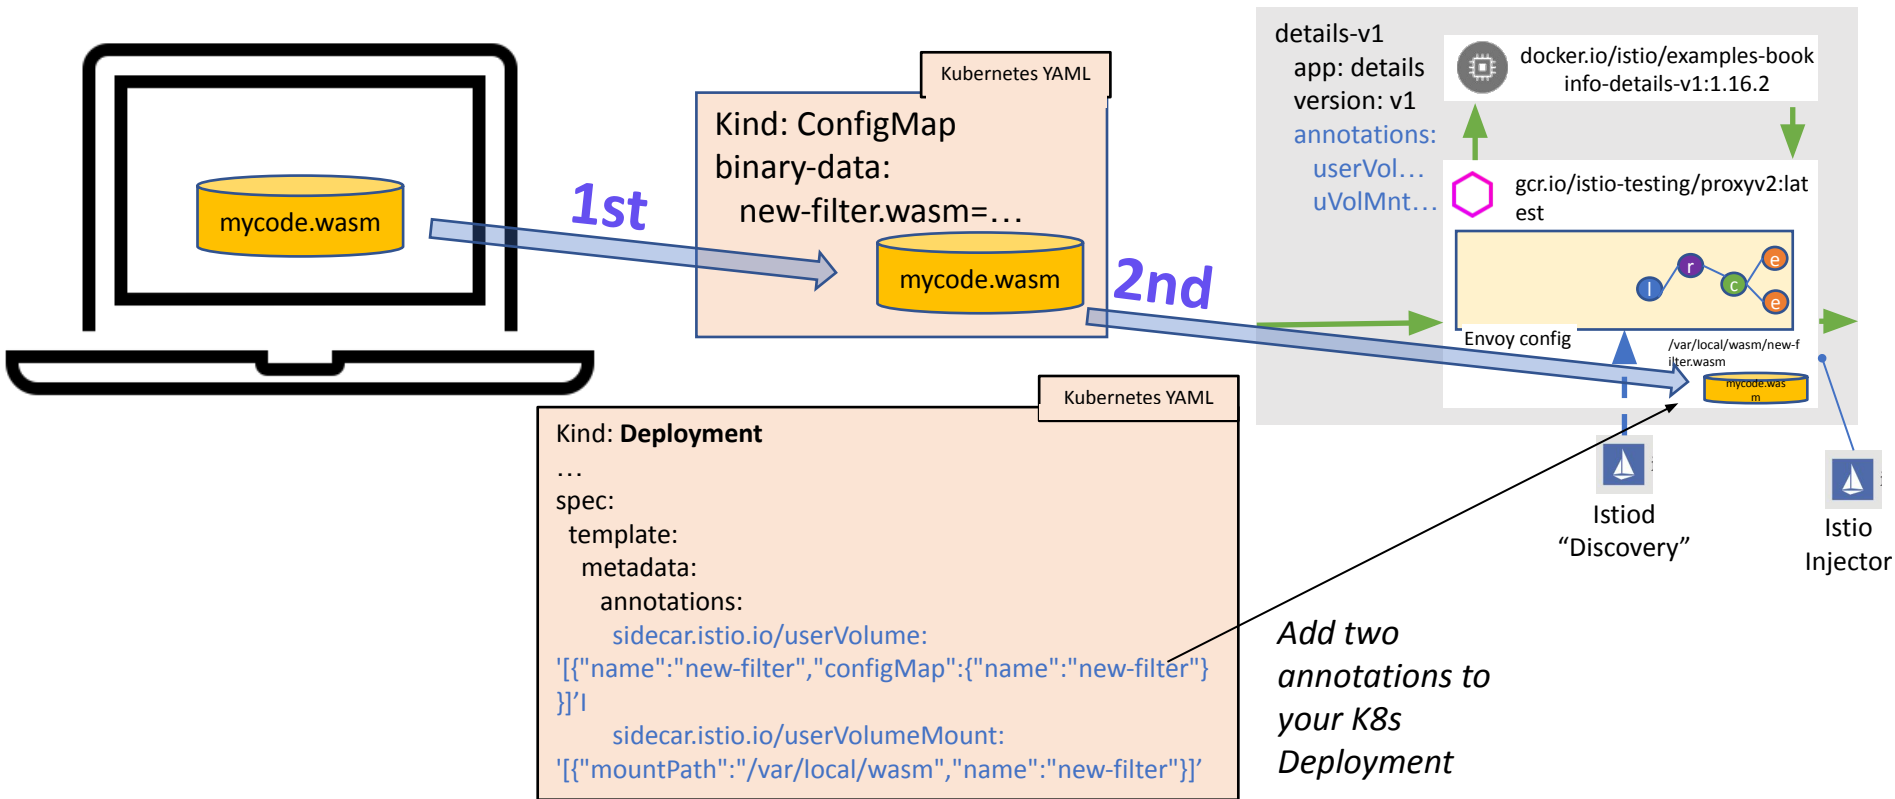 mycode.wasm
1st
Kubernetes YAML
Kind: ConfigMap
binary-data:
new-filter.wasm=…
mycode.wasm
2nd
details-v1
app: details
version: v1
annotations:
userVol…
uVolMnt…
docker.io/istio/examples-book
info-details-v1:1.16.2
gcr.io/istio-testing/proxyv2:lat
est
l
r
c
e
e
Envoy config
/var/local/wasm/new-f
ilter.wasm
mycode.was
m
Istiod
“Discovery”
Istio
Injector
Kubernetes YAML
Kind: Deployment
…
spec:
template:
metadata:
annotations:
sidecar.istio.io/userVolume:
'[{"name":"new-filter","configMap":{"name":"new-filter"}
}]’I
sidecar.istio.io/userVolumeMount:
'[{"mountPath":"/var/local/wasm","name":"new-filter"}]’
Add two
annotations to
your K8s
Deployment